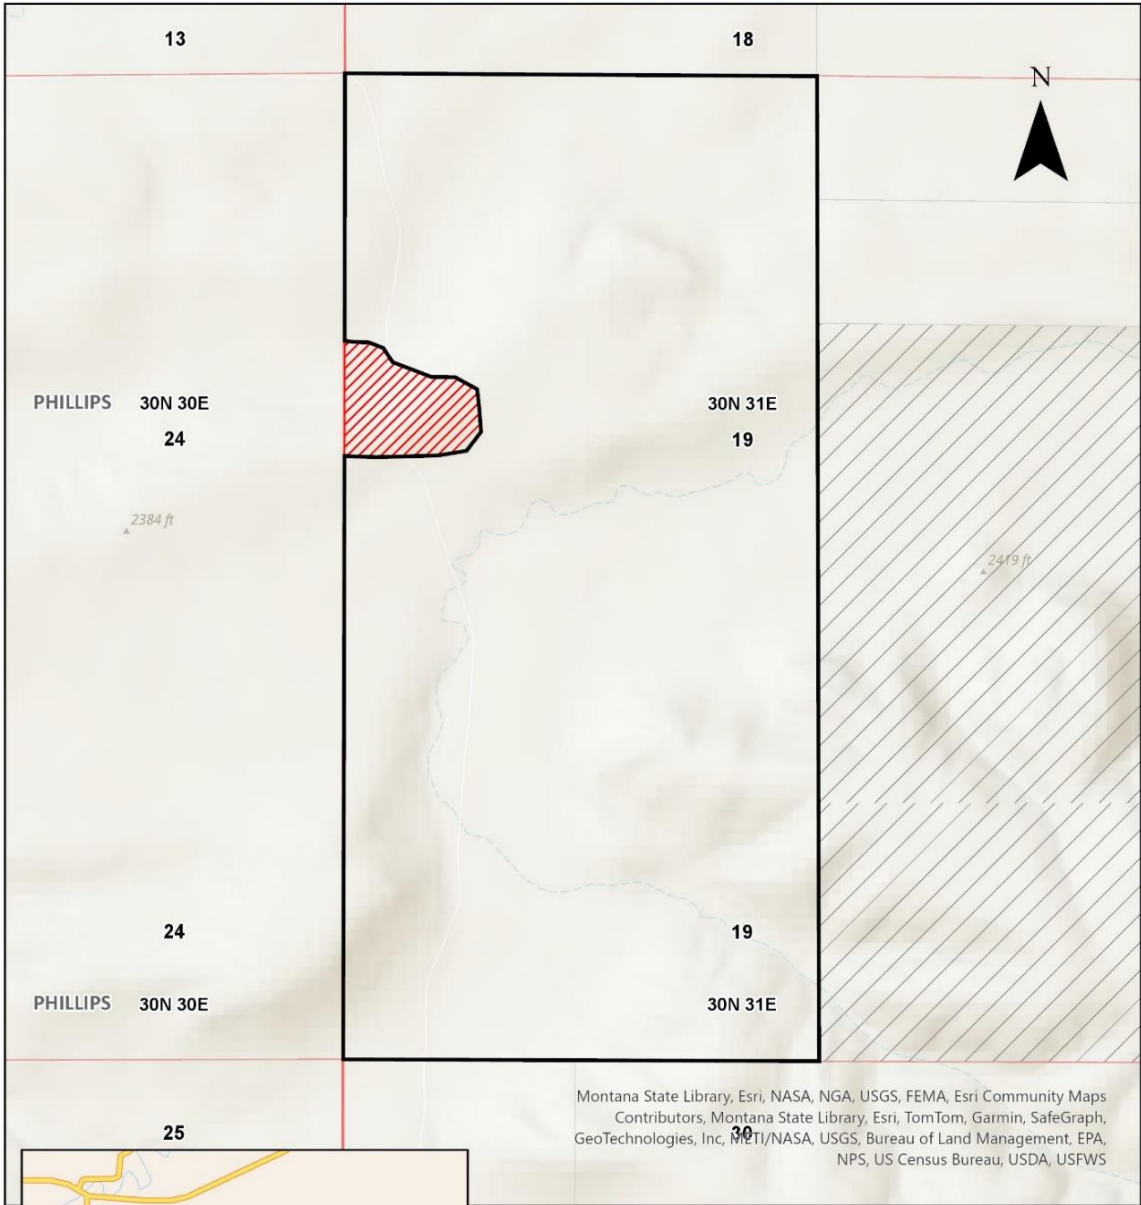 13
18
N
PHILLIPS 30N 30E
30N 31E
24
19
2384 ft
2419 ft
24
19
PHILLIPS 30N 30E
30N 31E
Montana State Library, Esri, NASA, NGA, USGS, FEMA, Esri Community Maps
Contributors, Montana State Library, Esri, TomTom, Garmin, SafeGraph,
25
30
GeoTechnologies, Inc, METI/NASA, USGS, Bureau of Land Management, EPA,
NPS, US Census Bureau, USDA, USFWS